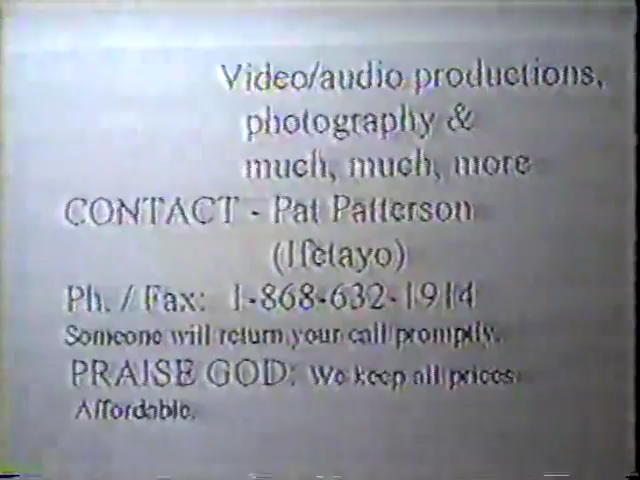 Video/audio productions,
photography &
much, much, more
CONTACT - Pat Patterson
(Ifetayo)
Ph. / Fax: 1-868-632-1914
Someone will return your call promptly.
PRAISE GOD: We keep all prices
Affordable.